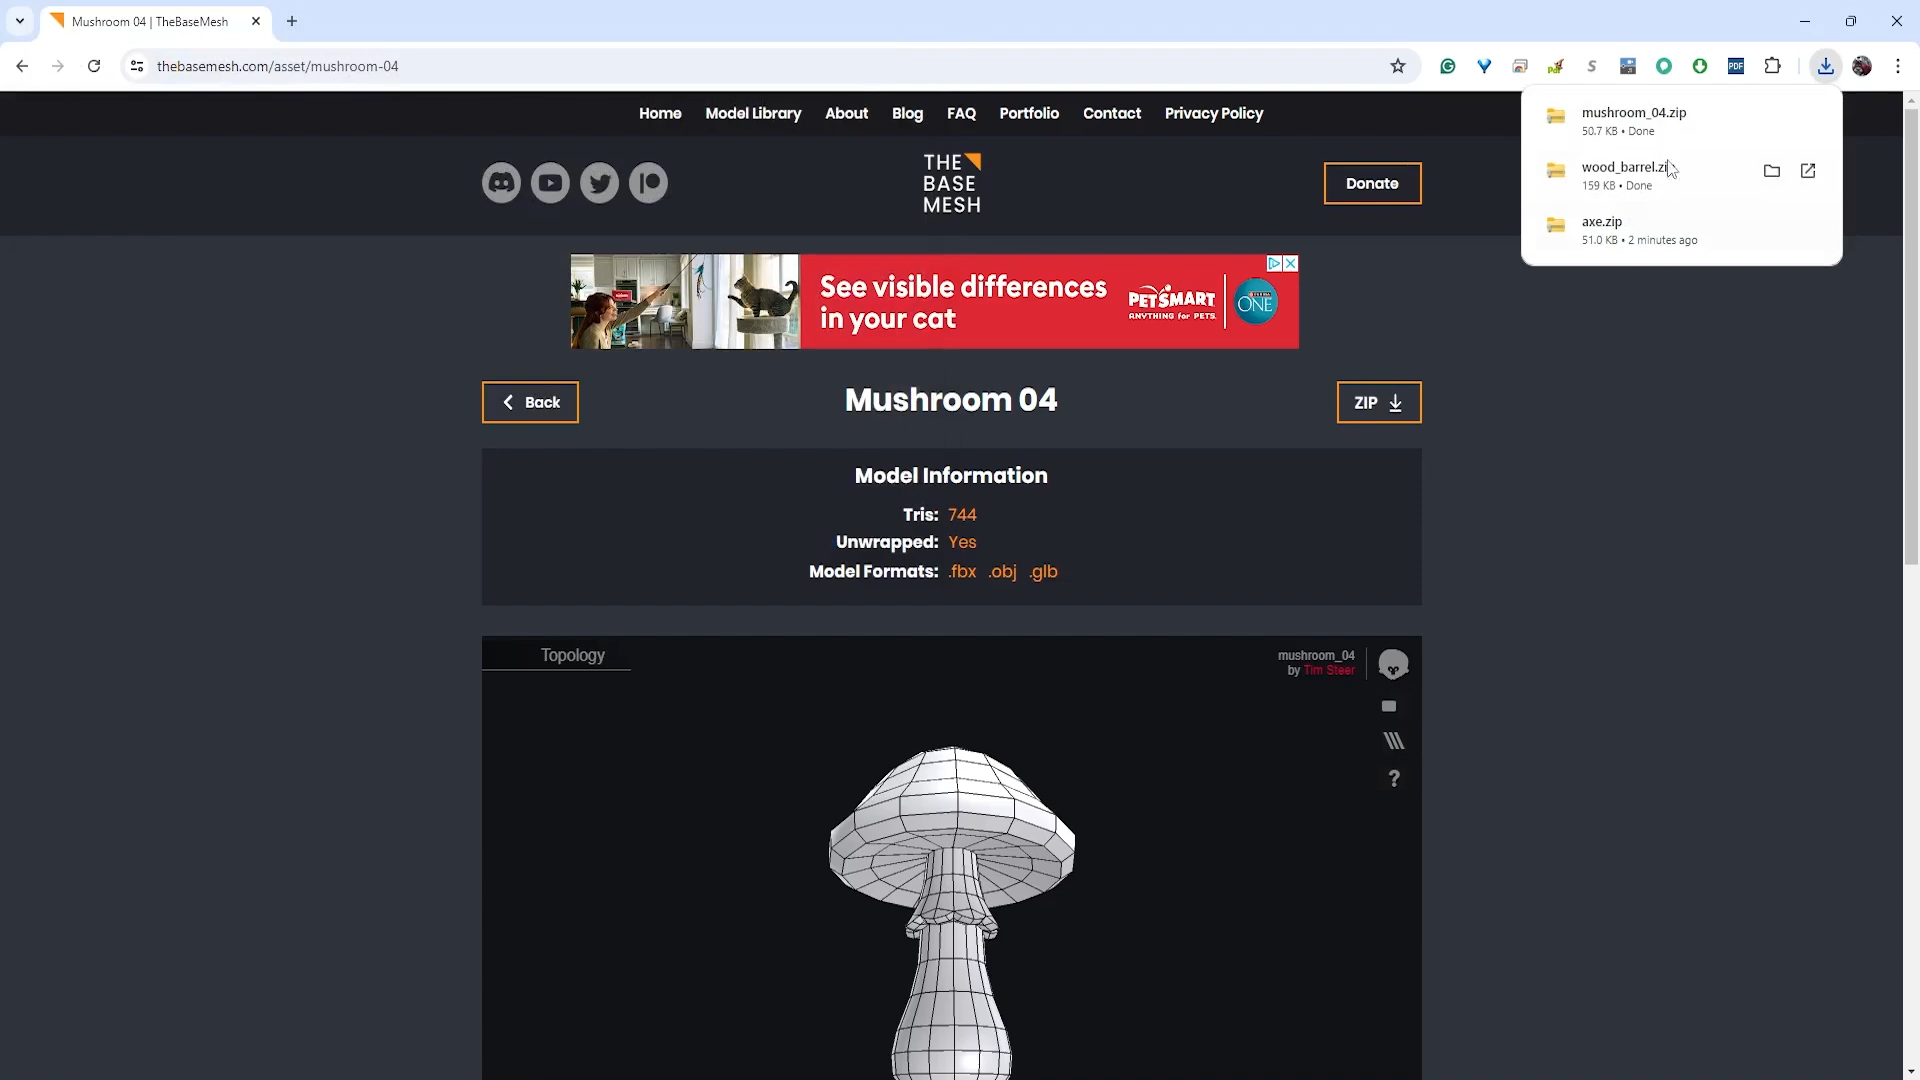 Mushroom 04 | TheBaseMesh
thebasemesh.com/asset/mushroom-04
PDF
mushroom_04.zip
50.7 KB • Done
wood_barrel.zip
159 KB • Done
axe.zip
51.0 KB • 2 minutes ago
Home Model Library About Blog FAQ Portfolio Contact Privacy Policy
THE
BASE
MESH
Donate
See visible differences
in your cat
PETSMART
ANYTHING for PETS.
PURINA
ONE
Back
Mushroom 04
ZIP
Model Information
Tris: 744
Unwrapped: Yes
Model Formats: .fbx .obj .glb
Topology
mushroom_04
by Tim Steer
?